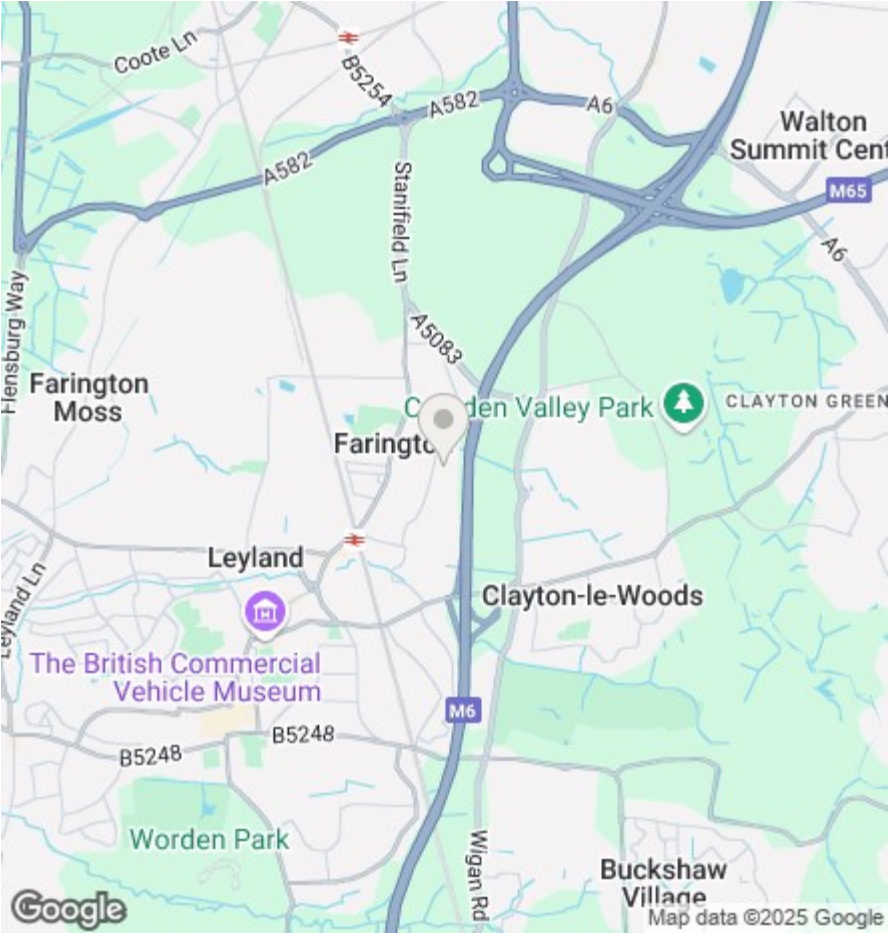 Coote Ln
B5254
A582
A6
Walton
Summit Cent
M65
A582
Stanifield Ln
A6
Flensburg Way
A5083
Farington
Moss
den Valley Park
CLAYTON GREEN
Faringto
Leyland
Leyland Ln
Clayton-le-Woods
The British Commercial
Vehicle Museum
M6
B5248
B5248
Worden Park
Wigan Rd
Buckshaw
Village
Google
Map data ©2025 Google